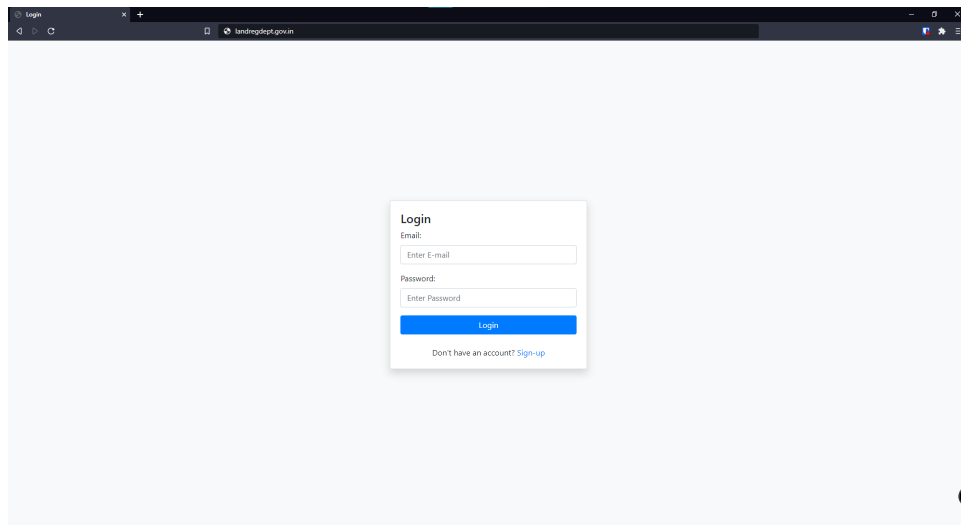 Login
landregdept.gov.in
Login
Email:
Enter E-mail
Password:
Enter Password
Login
Don't have an account? Sign-up